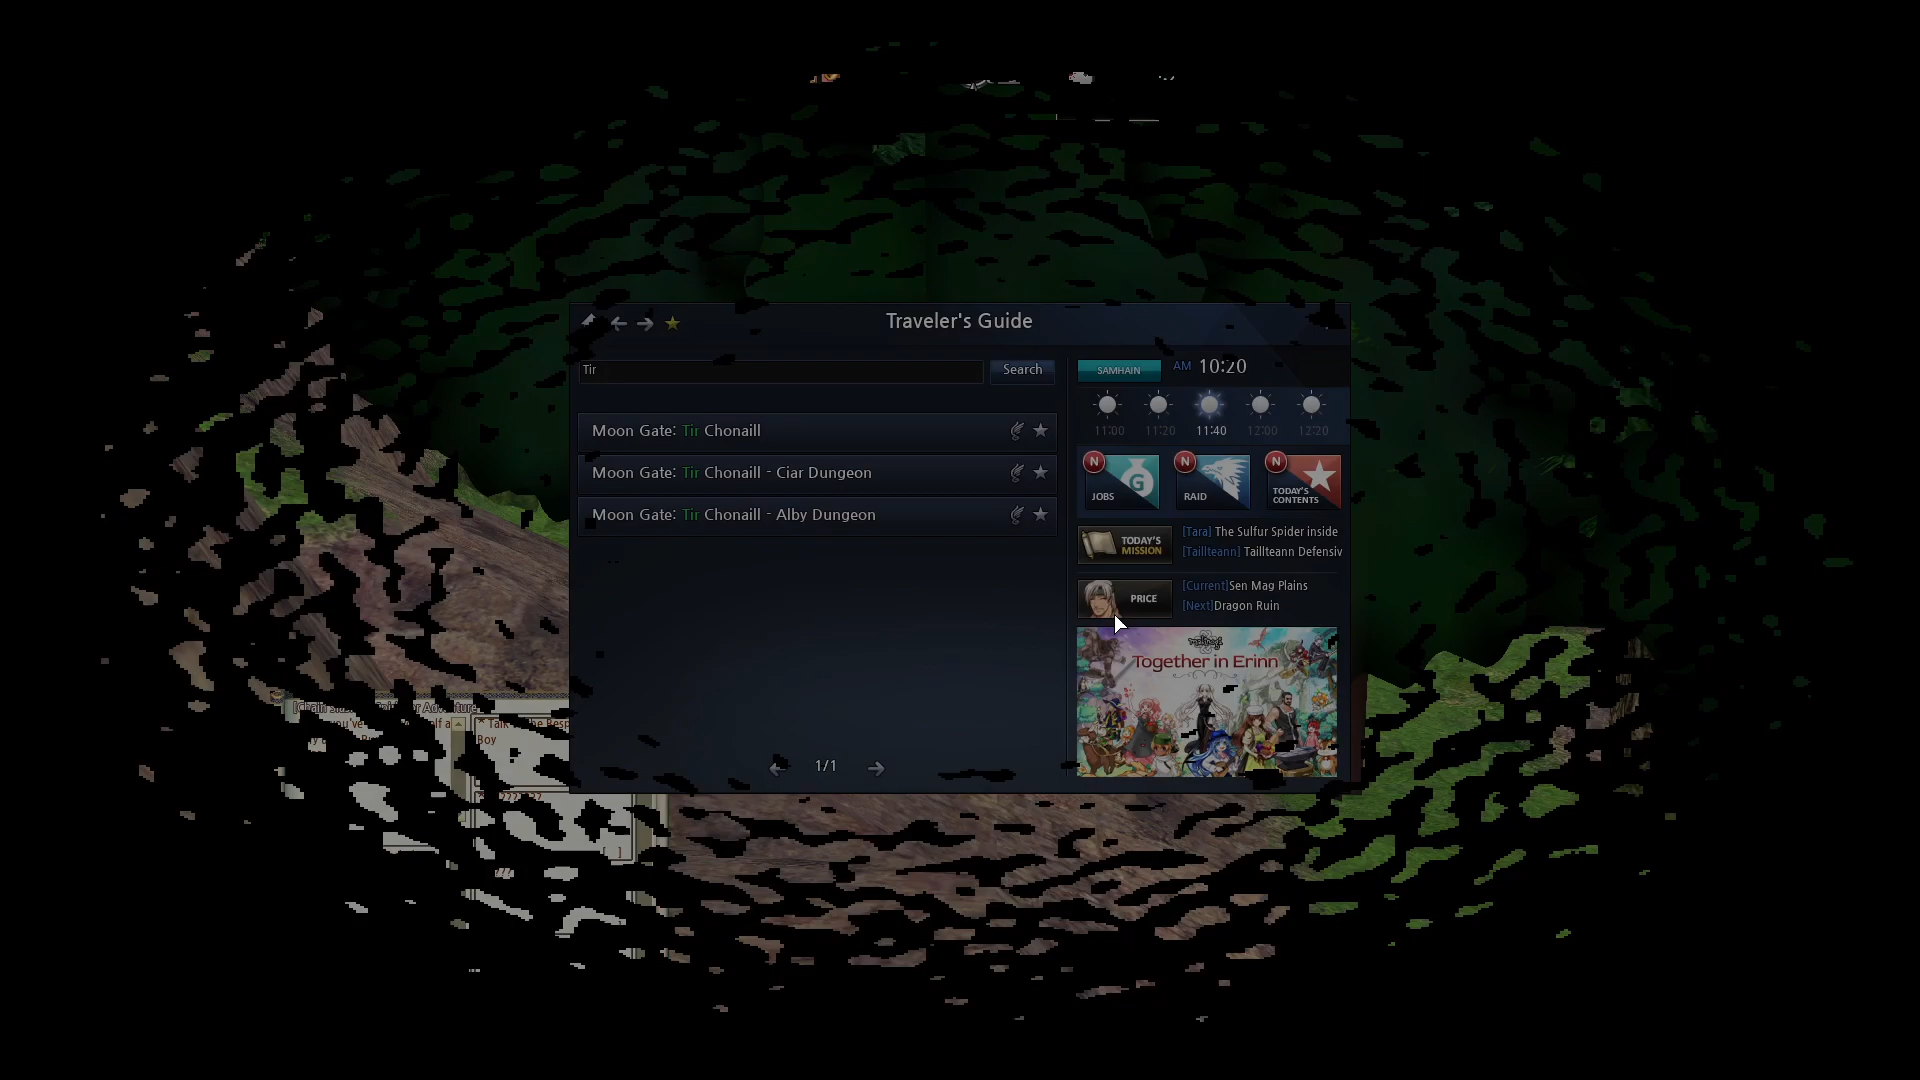 Traveler's Guide
Tir
Search
Moon Gate: Tir Chonaill
Moon Gate: Tir Chonaill - Ciar Dungeon
Moon Gate: Tir Chonaill - Alby Dungeon
1/1
SAMHAIN AM 10:20
11:00 11:20 11:40 12:00 12:20
N N N
JOBS RAID TODAY'S CONTENTS
TODAY'S MISSION
[Tara] The Sulfur Spider inside
[Taillteann] Taillteann Defensiv
PRICE
[Current]Sen Mag Plains
[Next]Dragon Ruin
mabinogi
Together in Erinn
* Talk
Boy